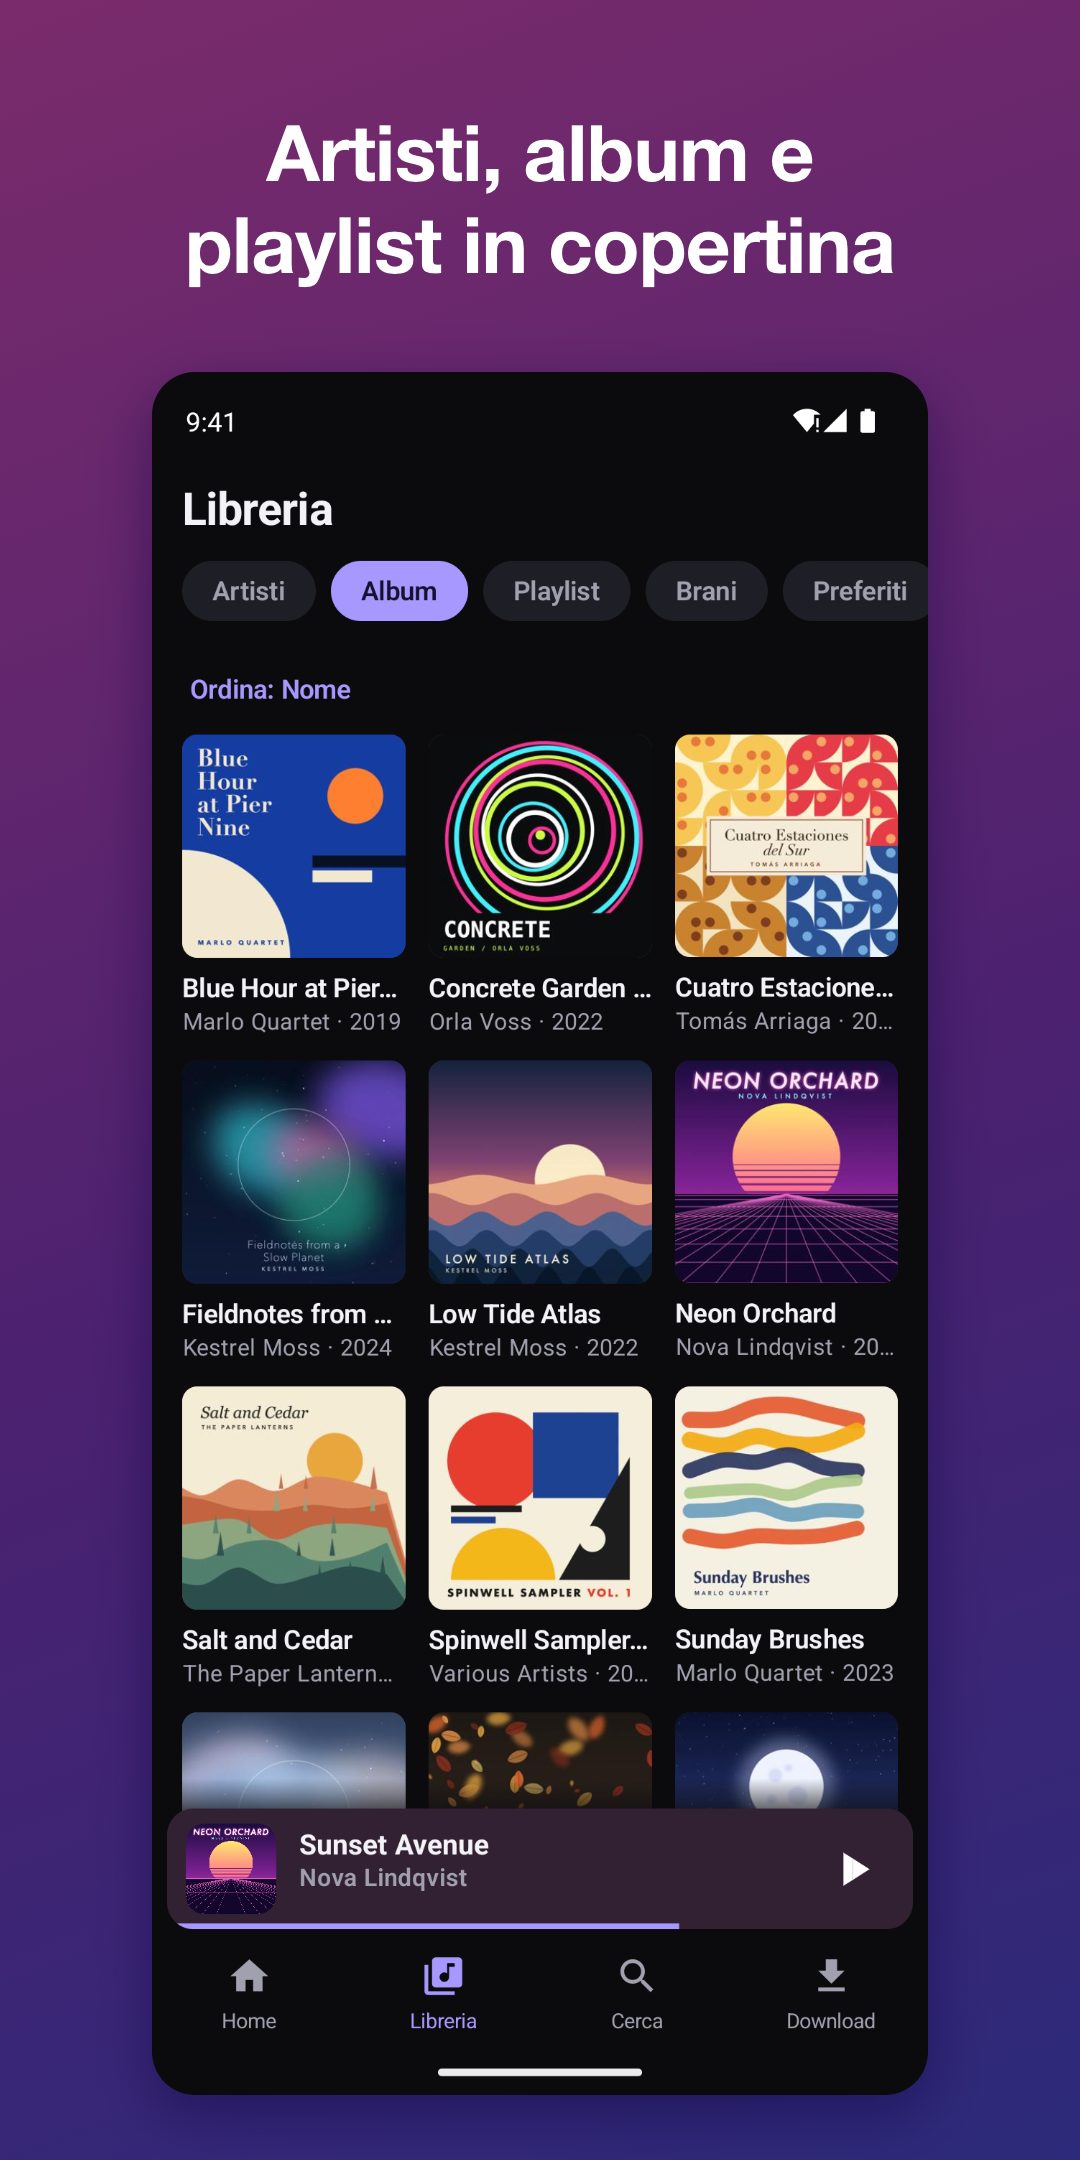 Artisti, album e
playlist in copertina
9:41
Libreria
Artisti
Album
Playlist
Brani
Preferiti
Ordina: Nome
Blue
Hour
at Pier
Nine
MARLO QUARTET
CONCRETE
GARDEN / ORLA VOSS
Cuatro Estaciones
del Sur
TOMÁS ARRIAGA
Blue Hour at Pier...
Marlo Quartet · 2019
Concrete Garden ...
Orla Voss · 2022
Cuatro Estacione...
Tomás Arriaga · 20...
Fieldnotes from a
Slow Planet
KESTREL MOSS
LOW TIDE ATLAS
KESTREL MOSS
NEON ORCHARD
NOVA LINDQVIST
Fieldnotes from ...
Kestrel Moss · 2024
Low Tide Atlas
Kestrel Moss · 2022
Neon Orchard
Nova Lindqvist · 20...
Salt and Cedar
THE PAPER LANTERNS
SPINWELL SAMPLER VOL. 1
Sunday Brushes
MARLO QUARTET
Salt and Cedar
The Paper Lantern...
Spinwell Sampler...
Various Artists · 20...
Sunday Brushes
Marlo Quartet · 2023
NEON ORCHARD
Sunset Avenue
Nova Lindqvist
Home
Libreria
Cerca
Download